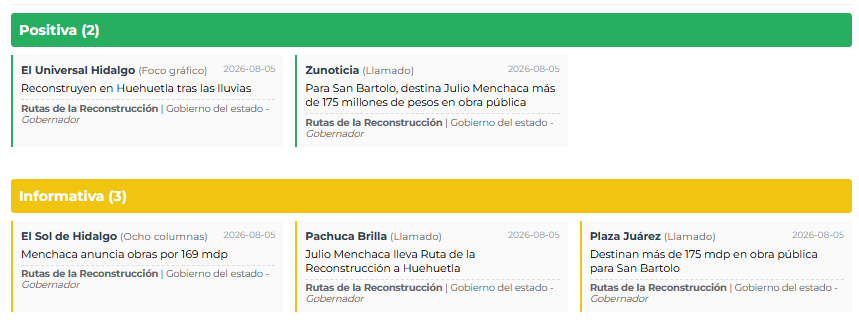 Positiva (2)
El Universal Hidalgo (Foco gráfico) 2026-08-05
Reconstruyen en Huehuetla tras las lluvias
Rutas de la Reconstrucción | Gobierno del estado -
Gobernador
Zunoticia (Llamado) 2026-08-05
Para San Bartolo, destina Julio Menchaca más
de 175 millones de pesos en obra pública
Rutas de la Reconstrucción | Gobierno del estado -
Gobernador
Informativa (3)
El Sol de Hidalgo (Ocho columnas) 2026-08-05
Menchaca anuncia obras por 169 mdp
Rutas de la Reconstrucción | Gobierno del estado -
Gobernador
Pachuca Brilla (Llamado) 2026-08-05
Julio Menchaca lleva Ruta de la
Reconstrucción a Huehuetla
Rutas de la Reconstrucción | Gobierno del estado -
Gobernador
Plaza Juárez (Llamado) 2026-08-05
Destinan más de 175 mdp en obra pública
para San Bartolo
Rutas de la Reconstrucción | Gobierno del estado -
Gobernador